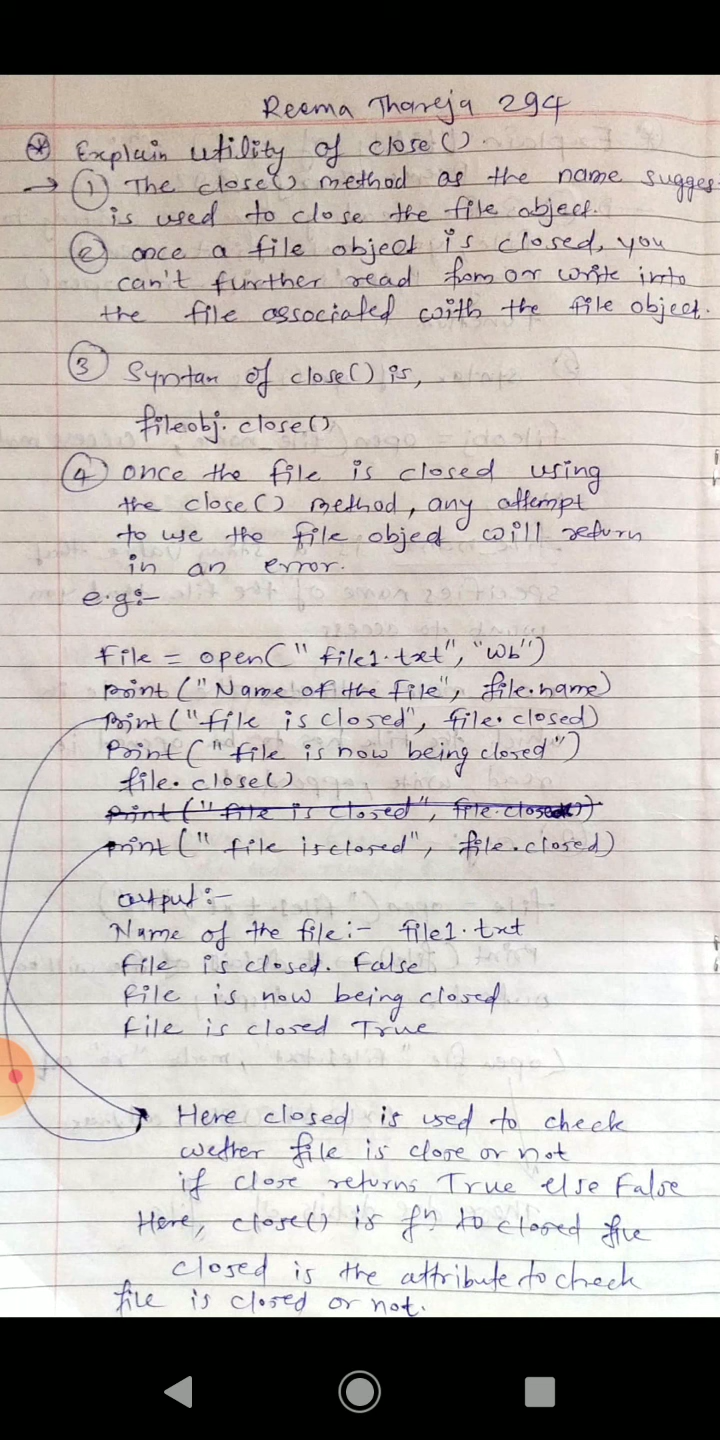 Reema Thareja 294
* Explain utility of close().
→ ① The close() method as the name sugges
is used to close the file object.
② once a file object is closed, you
can't further read from or write into
the file associated with the file object.
③ Syntax of close() is,
fileobj.close()
④ once the file is closed using
the close() method, any attempt
to use the file object will return
in an error.
e.g:-
File = open("file1.txt", "wb")
print("Name of the file", file.name)
print("file is closed", file.closed)
Print("file is now being closed")
file.close()
print("file is closed", file.closed))
print("file is closed", file.closed)
output:-
Name of the file:- file1.txt
File is closed. False
File is now being closed
File is closed True
Here closed is used to check
wether file is close or not
if close returns True else False
Here, close() is fn to closed file
closed is the attribute to check
file is closed or not.